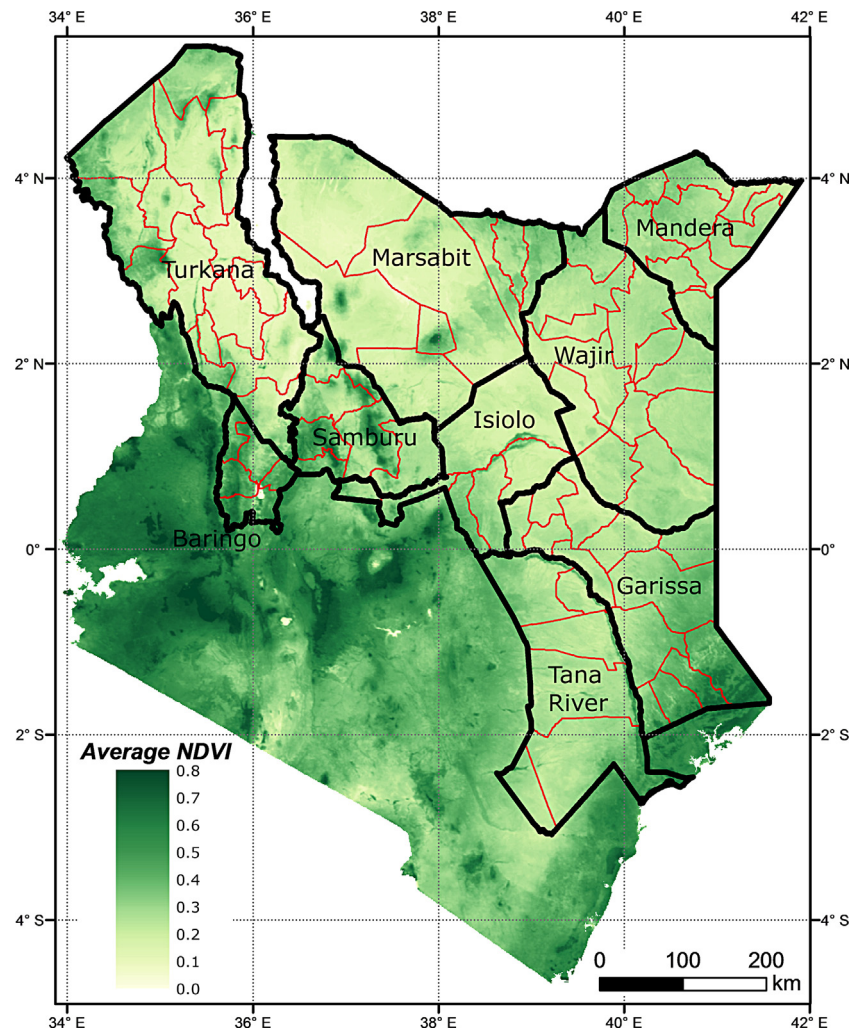 34° E 36° E 38° E 40° E 42° E
4° N 4° N
Mandera
Marsabit
Turkana
2° N 2° N
Wajir
Isiolo
Samburu
Baringo
0° 0°
Garissa
Tana
River
2° S 2° S
Average NDVI
0.8
0.7
0.6
0.5
0.4
0.3
0.2
0.1
0.0
4° S 4° S
0 100 200
km
34° E 36° E 38° E 40° E 42° E